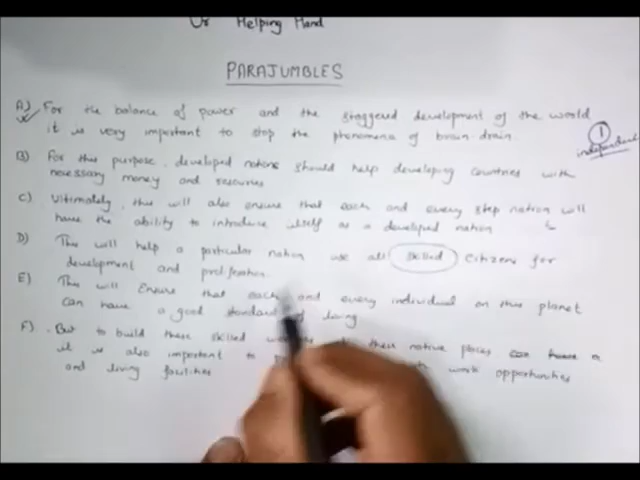 Ur Helping Hand
PARAJUMBLES
A) For the balance of power and the staggered development of the world
it is very important to stop the phenomena of brain drain.
1
independent
B) For this purpose, developed nations should help developing countries with
necessary money and resources
C) Ultimately, this will also ensure that each and every step nation will
have the ability to introduce itself as a developed nation
D) This will help a particular nation use all skilled citizens for
development and
E) This will ensure that each and every individual on this planet
can have a good standard of living
F) But to build these skilled their native places
it is also important to work opportunities
and living facilities